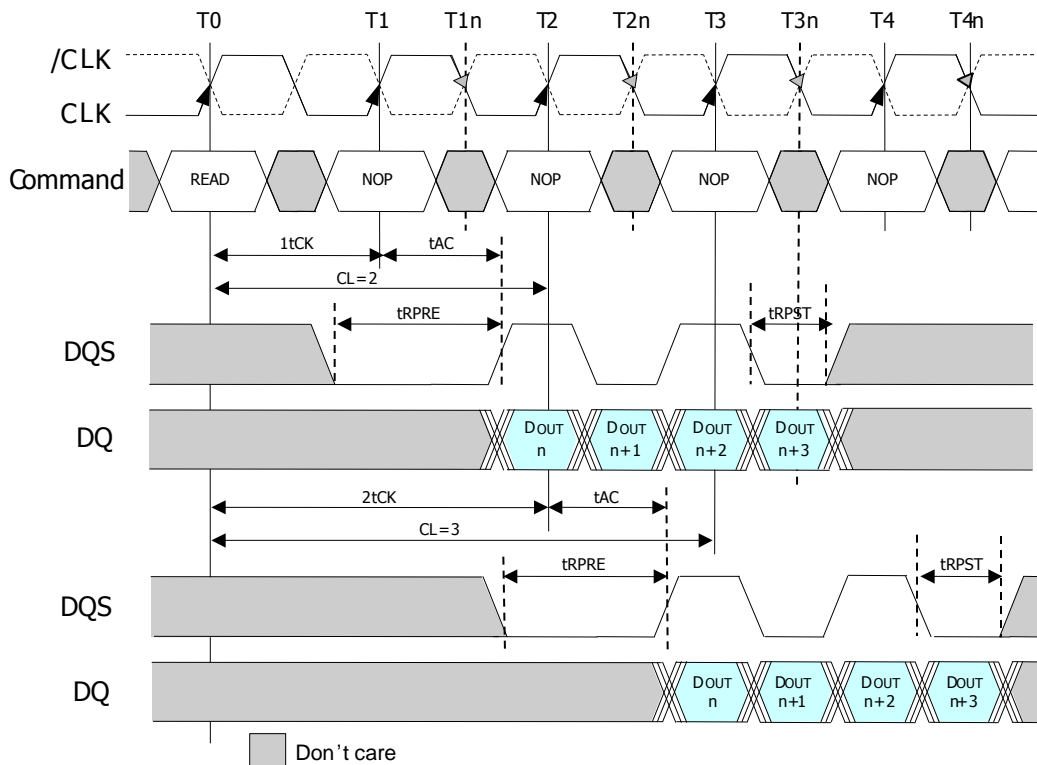 T0 T1 T1n T2 T2n T3 T3n T4 T4n
/CLK
CLK
Command READ NOP NOP NOP NOP
1tCK tAC
CL=2
tRPRE tRPST
DQS
DQ
DOUT n DOUT n+1 DOUT n+2 DOUT n+3
2tCK tAC
CL=3
tRPRE tRPST
DQS
DQ
DOUT n DOUT n+1 DOUT n+2 DOUT n+3
Don't care